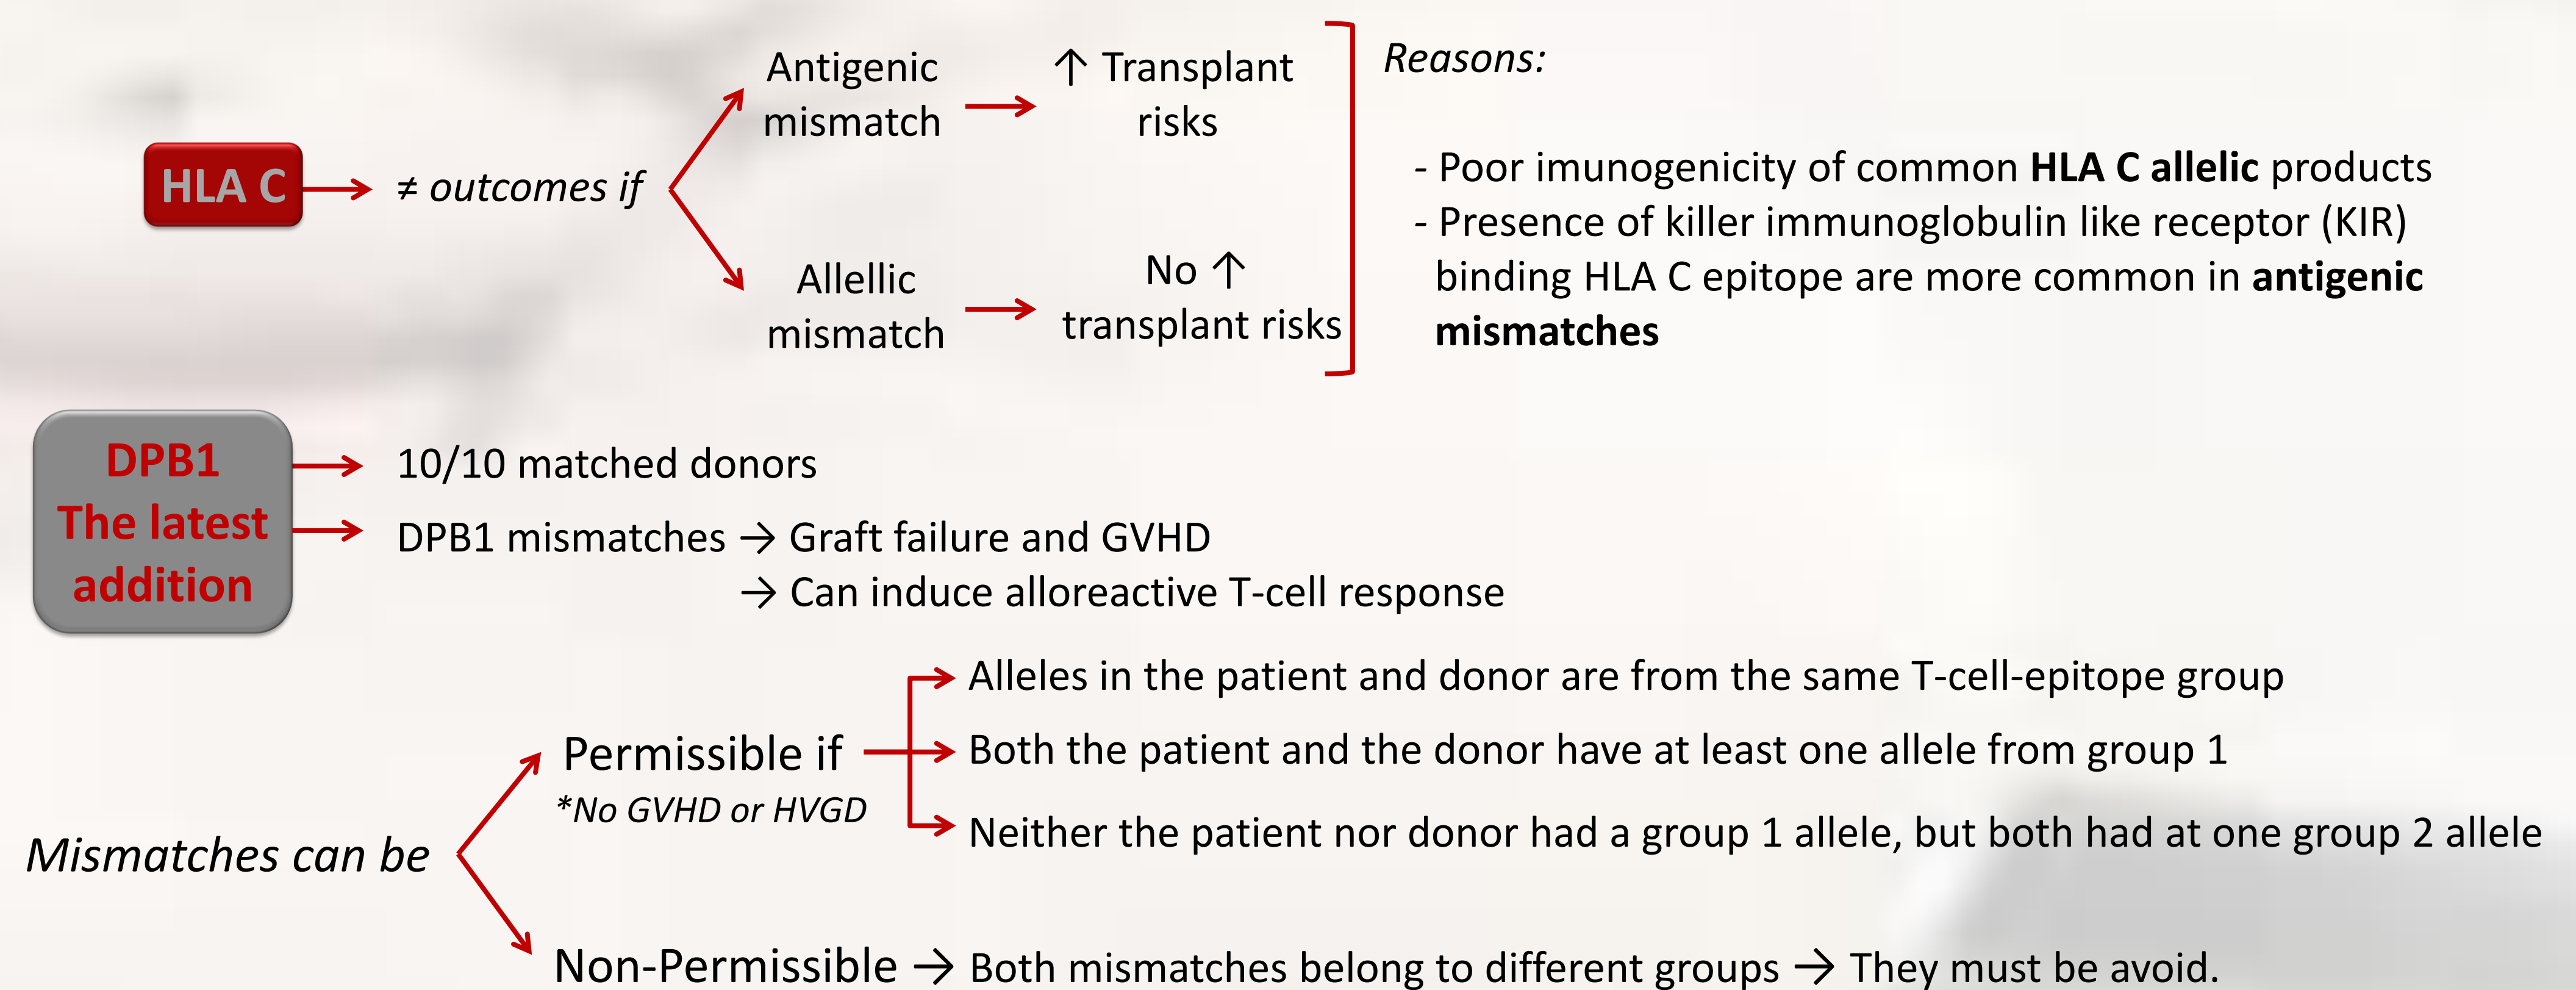 HLA C
≠ outcomes if
Antigenic
mismatch
↑ Transplant
risks
Allellic
mismatch
No ↑
transplant risks
Reasons:
- Poor imunogenicity of common HLA C allelic products
- Presence of killer immunoglobulin like receptor (KIR)
binding HLA C epitope are more common in antigenic
mismatches
DPB1
The latest
addition
10/10 matched donors
DPB1 mismatches → Graft failure and GVHD
→ Can induce alloreactive T-cell response
Mismatches can be
Permissible if
*No GVHD or HVGD
Alleles in the patient and donor are from the same T-cell-epitope group
Both the patient and the donor have at least one allele from group 1
Neither the patient nor donor had a group 1 allele, but both had at one group 2 allele
Non-Permissible → Both mismatches belong to different groups → They must be avoid.